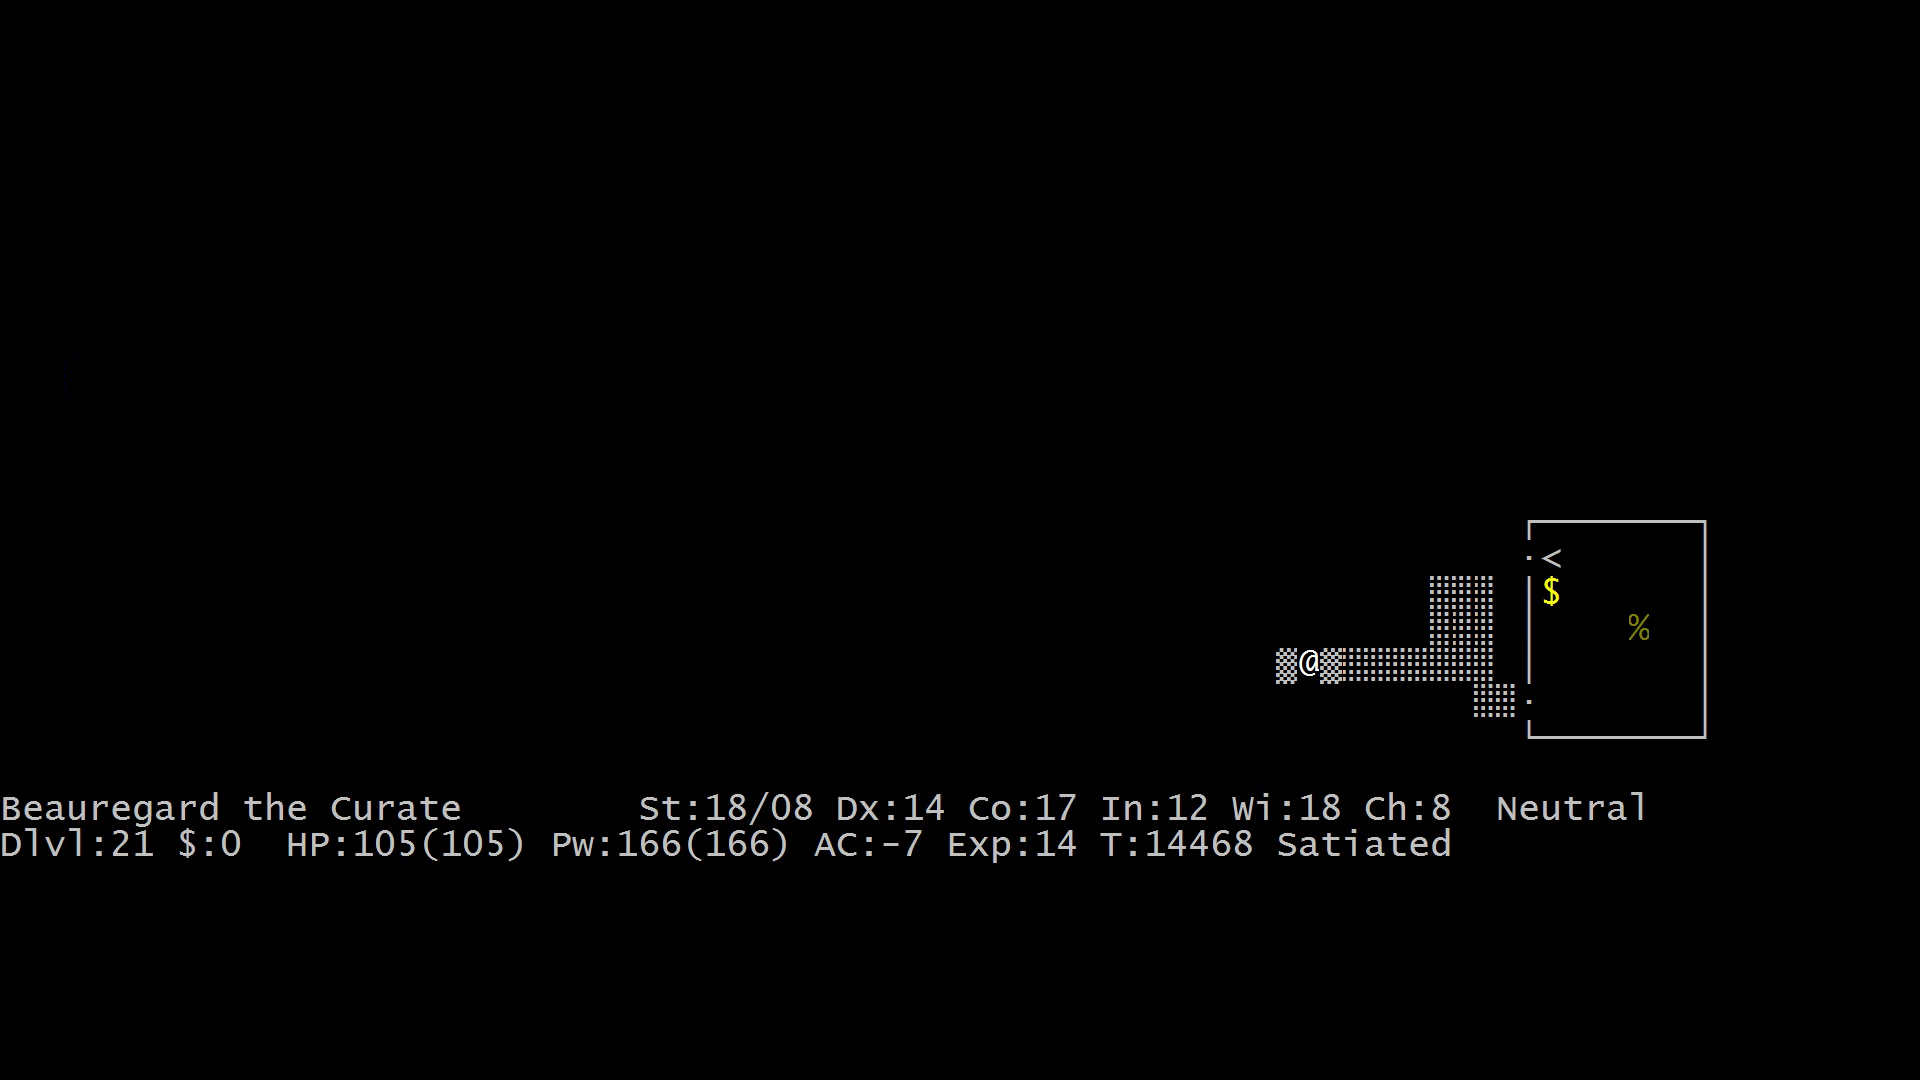 ·<
$
%
@
·
Beauregard the Curate St:18/08 Dx:14 Co:17 In:12 Wi:18 Ch:8 Neutral
Dlvl:21 $:0 HP:105(105) Pw:166(166) AC:-7 Exp:14 T:14468 Satiated